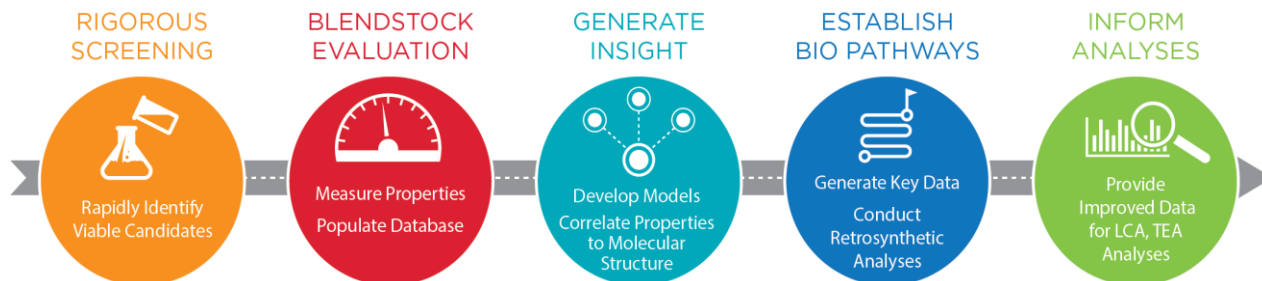 RIGOROUS
SCREENING
Rapidly Identify
Viable Candidates
BLENDSTOCK
EVALUATION
Measure Properties
Populate Database
GENERATE
INSIGHT
Develop Models
Correlate Properties
to Molecular
Structure
ESTABLISH
BIO PATHWAYS
Generate Key Data
Conduct
Retrosynthetic
Analyses
INFORM
ANALYSES
Provide
Improved Data
for LCA, TEA
Analyses